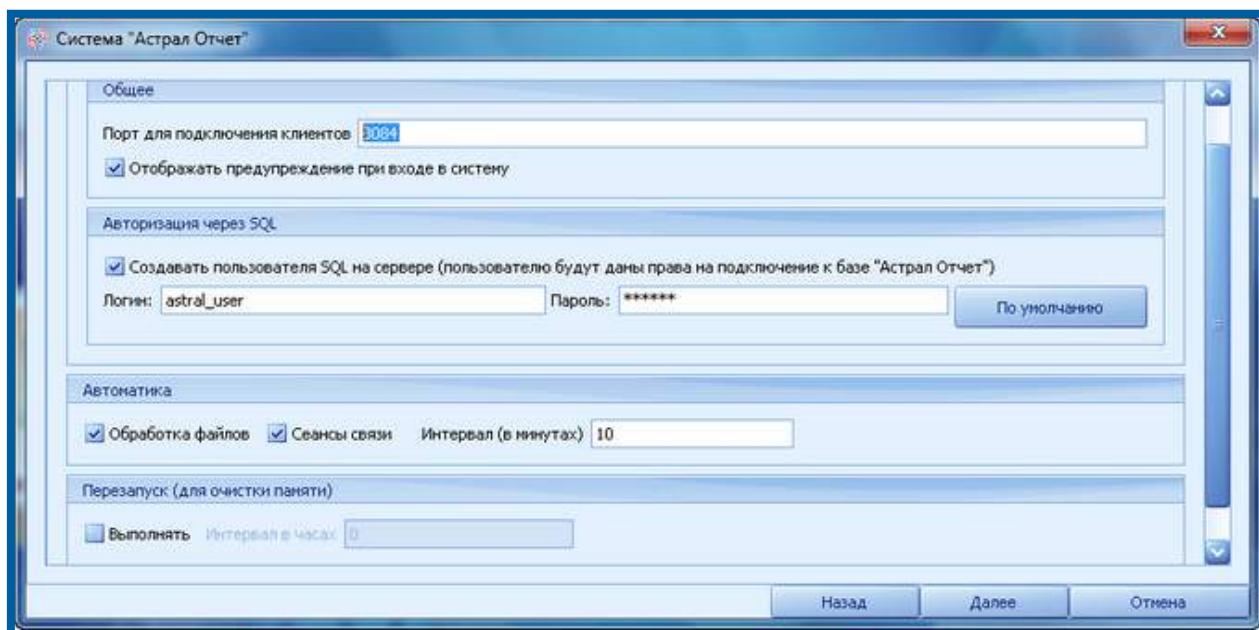 Система "Астрал Отчет"
Общее
Порт для подключения клиентов 3084
Отображать предупреждение при входе в систему
Авторизация через SQL
Создавать пользователя SQL на сервере (пользователю будут даны права на подключение к базе "Астрал Отчет")
Логин: astral_user Пароль: ****** По умолчанию
Автоматика
Обработка файлов Сеансы связи Интервал (в минутах) 10
Перезапуск (для очистки памяти)
Выполнять Интервал в часах 0
Назад Далее Отмена